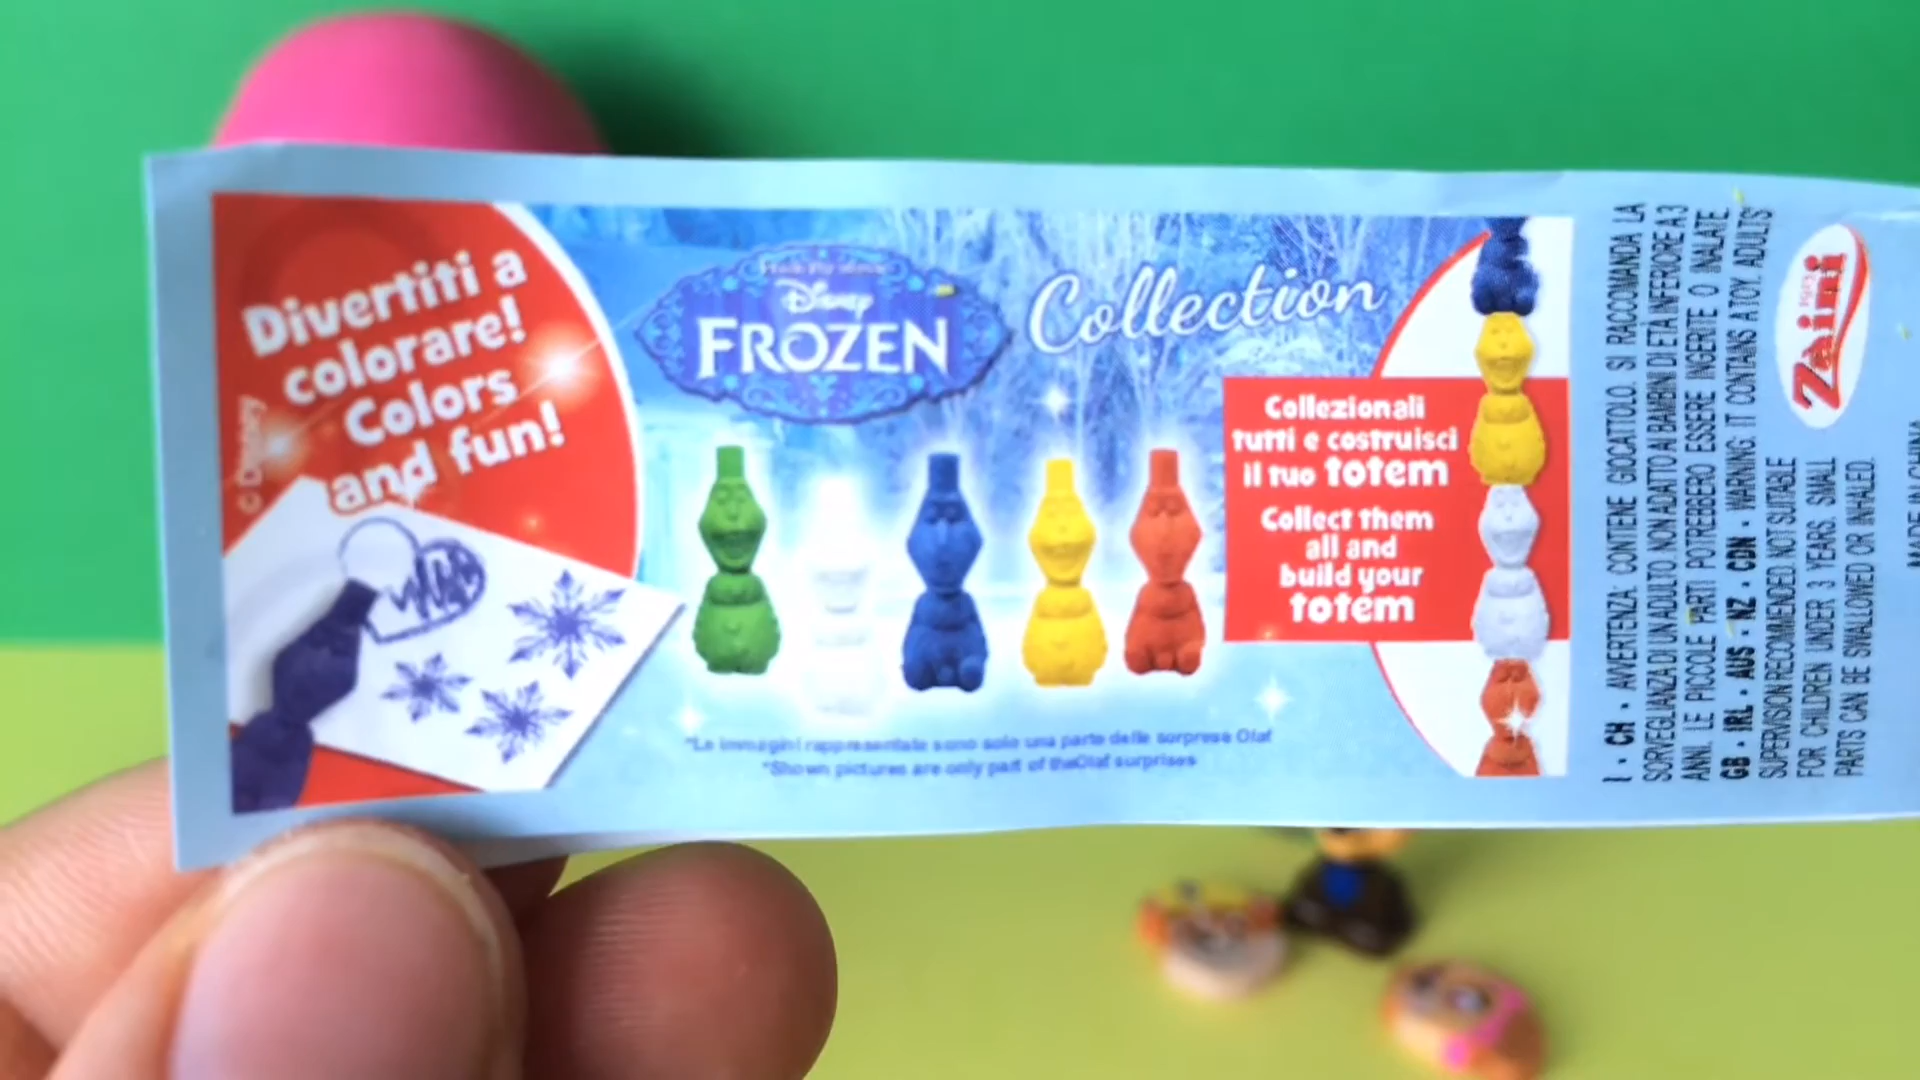 Divertiti a
colorare!
Colors
and fun!
© Disney
Disney
FROZEN
Collection
Collezionali
tutti e costruisci
il tuo totem
Collect them
all and
build your
totem
*Le immagini rappresentate sono solo una parte delle sorprese Olaf
*Shown pictures are only part of theOlaf surprises
I - CH - AVVERTENZA: CONTIENE GIOCATTOLO. SI RACCOMANDA LA
SORVEGLIANZA DI UN ADULTO. NON ADATTO AI BAMBINI DI ETÀ INFERIORE A 3
ANNI. LE PICCOLE PARTI POTREBBERO ESSERE INGERITE O INALATE.
GB - IRL - AUS - NZ - CDN - WARNING: IT CONTAINS A TOY. ADULTS'
SUPERVISION RECOMMENDED. NOT SUITABLE
FOR CHILDREN UNDER 3 YEARS. SMALL
PARTS CAN BE SWALLOWED OR INHALED.
Zaini
MADE IN CHINA